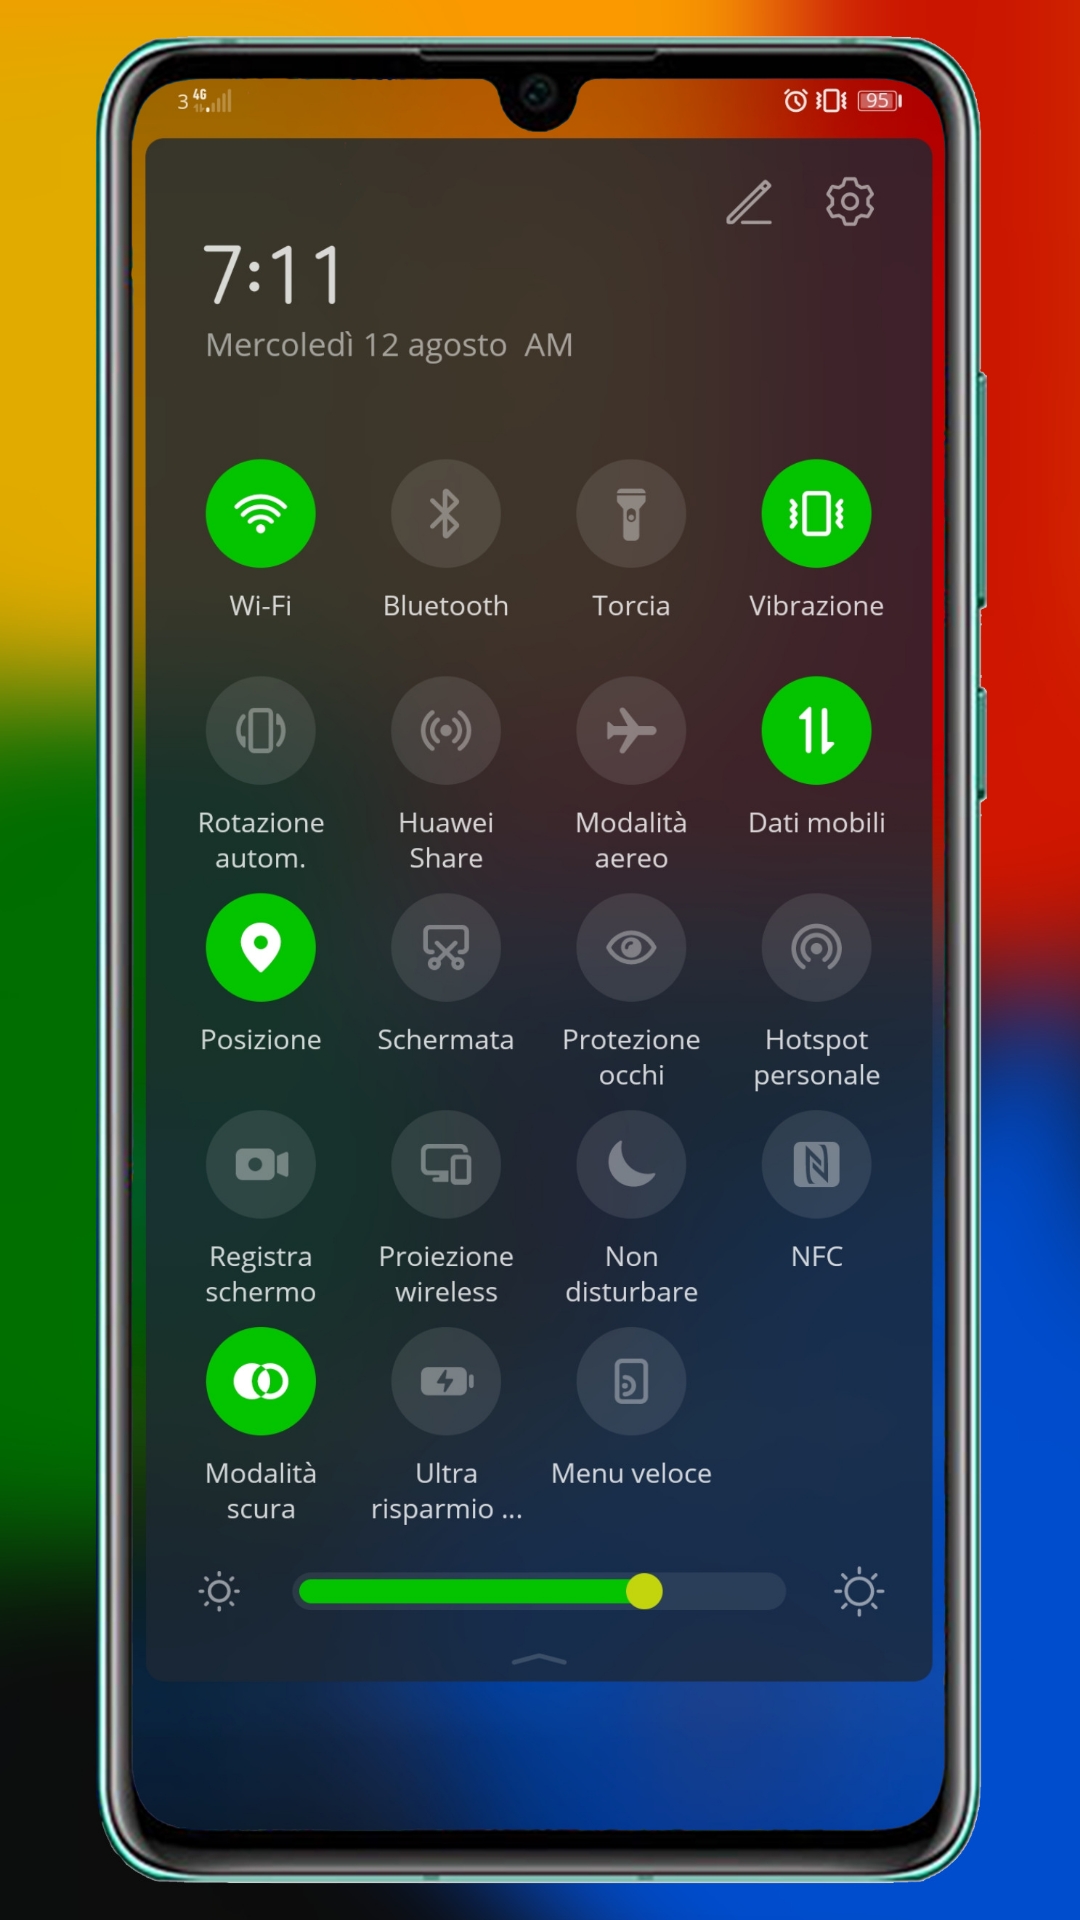 3 4G 95
7:11
Mercoledì 12 agosto AM
Wi-Fi Bluetooth Torcia Vibrazione
Rotazione Huawei Modalità Dati mobili
autom. Share aereo
Posizione Schermata Protezione Hotspot
occhi personale
Registra Proiezione Non NFC
schermo wireless disturbare
Modalità Ultra Menu veloce
scura risparmio ...